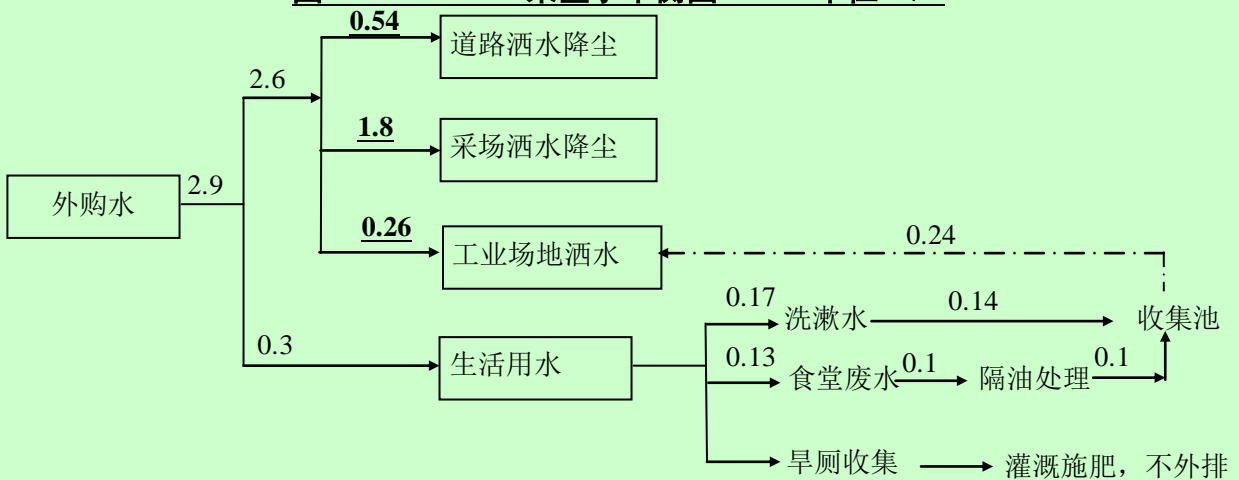 0.54
道路洒水降尘
2.6
1.8
采场洒水降尘
外购水
2.9
0.26
工业场地洒水
0.24
0.17
洗漱水
0.14
收集池
0.3
生活用水
0.13
食堂废水
0.1
隔油处理
0.1
旱厕收集
灌溉施肥，不外排